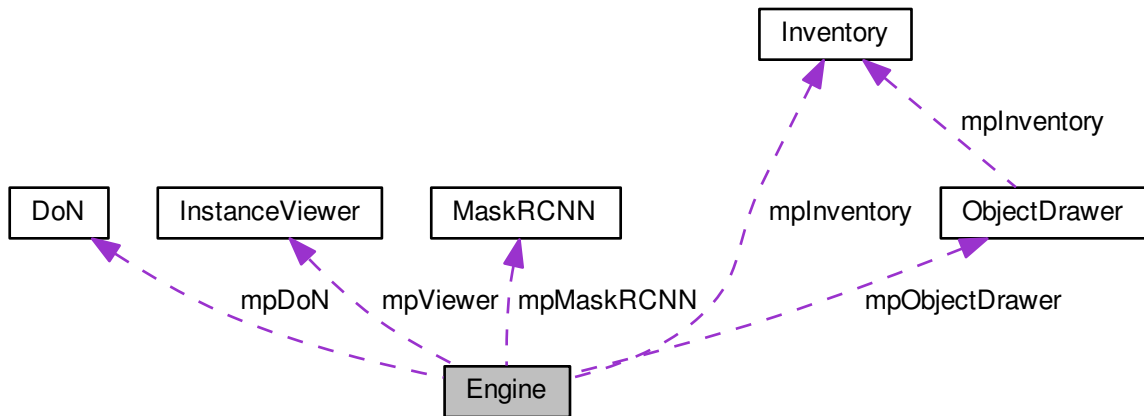 Inventory
mpInventory
DoN
InstanceViewer
MaskRCNN
mpInventory
ObjectDrawer
mpDoN
mpViewer
mpMaskRCNN
mpObjectDrawer
Engine